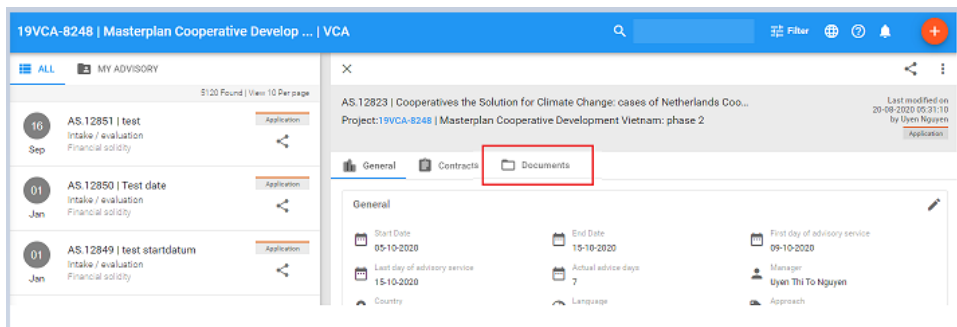 19VCA-8248 | Masterplan Cooperative Develop ... | VCA
Filter
ALL
MY ADVISORY
5120 Found | View 10 Per page
16
Sep
AS.12851 | test
Intake / evaluation
Financial solidity
Application
01
Jan
AS.12850 | Test date
Intake / evaluation
Financial solidity
Application
01
Jan
AS.12849 | test startdatum
Intake / evaluation
Financial solidity
Application
AS.12823 | Cooperatives the Solution for Climate Change: cases of Netherlands Coo...
Project:19VCA-8248 | Masterplan Cooperative Development Vietnam: phase 2
Last modified on
20-08-2020 05:31:10
by Uyen Nguyen
Application
General
Contracts
Documents
General
Start Date
05-10-2020
End Date
15-10-2020
First day of advisory service
09-10-2020
Last day of advisory service
15-10-2020
Actual advice days
7
Manager
Uyen Thi To Nguyen
Country
Language
Approach